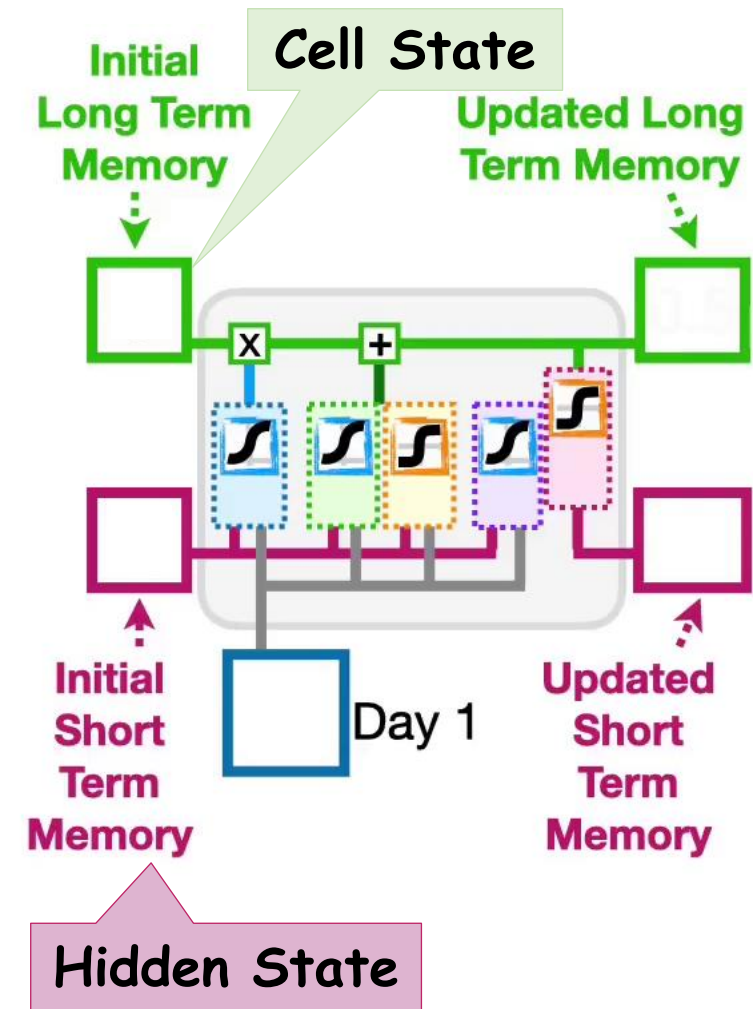 Cell State
Initial
Long Term
Memory
Updated Long
Term Memory
x
+
Day 1
Initial
Short
Term
Memory
Updated
Short
Term
Memory
Hidden State